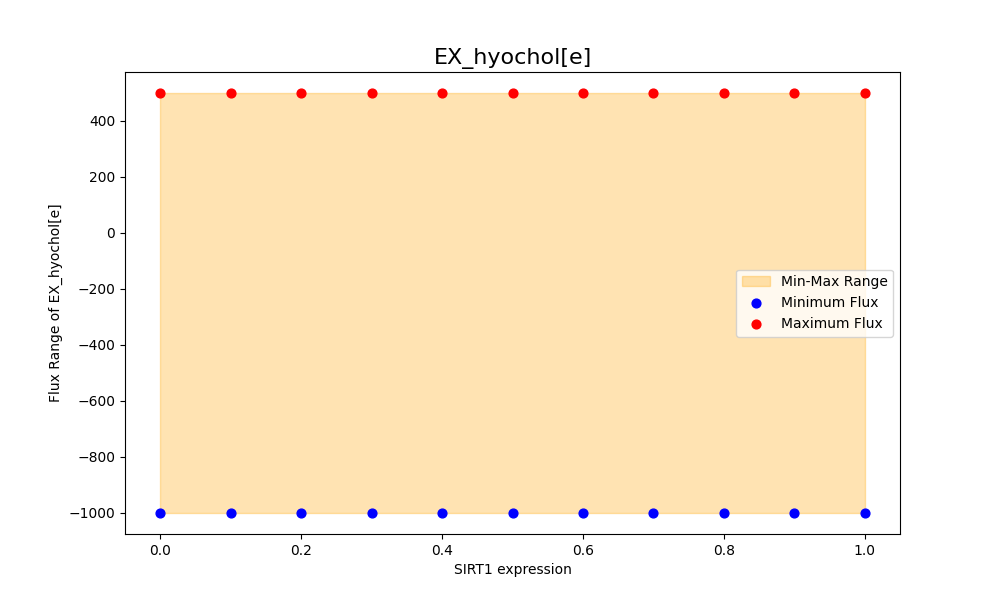 EX_hyochol[e]
Flux Range of EX_hyochol[e]
400
200
0
−200
−400
−600
−800
−1000
Min-Max Range
Minimum Flux
Maximum Flux
0.0
0.2
0.4
0.6
0.8
1.0
SIRT1 expression